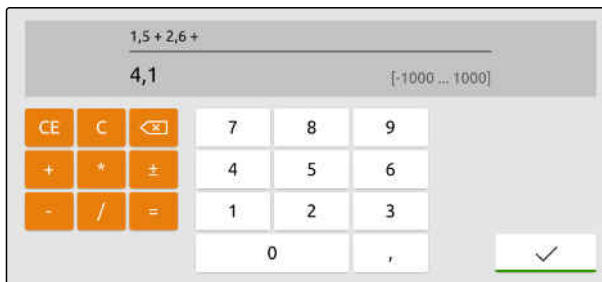 1,5 + 2,6 +
4,1 [-1000 ... 1000]
CE C 7 8 9
+ * ± 4 5 6
- / = 1 2 3
0 ,